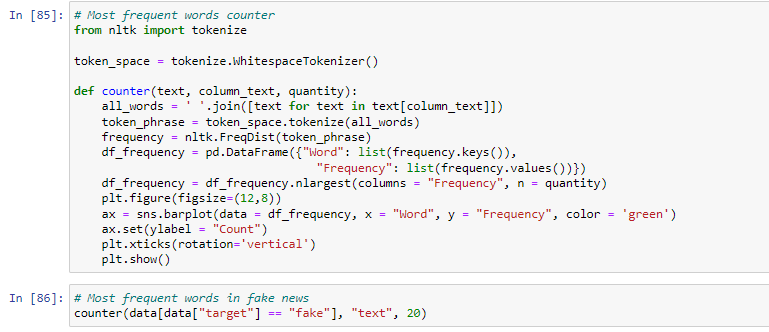 In [85]: # Most frequent words counter
from nltk import tokenize
token_space = tokenize.WhitespaceTokenizer()
def counter(text, column_text, quantity):
    all_words = ' '.join([text for text in text[column_text]])
    token_phrase = token_space.tokenize(all_words)
    frequency = nltk.FreqDist(token_phrase)
    df_frequency = pd.DataFrame({"Word": list(frequency.keys()),
                                 "Frequency": list(frequency.values())})
    df_frequency = df_frequency.nlargest(columns = "Frequency", n = quantity)
    plt.figure(figsize=(12,8))
    ax = sns.barplot(data = df_frequency, x = "Word", y = "Frequency", color = 'green')
    ax.set(ylabel = "Count")
    plt.xticks(rotation='vertical')
    plt.show()
In [86]: # Most frequent words in fake news
counter(data[data["target"] == "fake"], "text", 20)